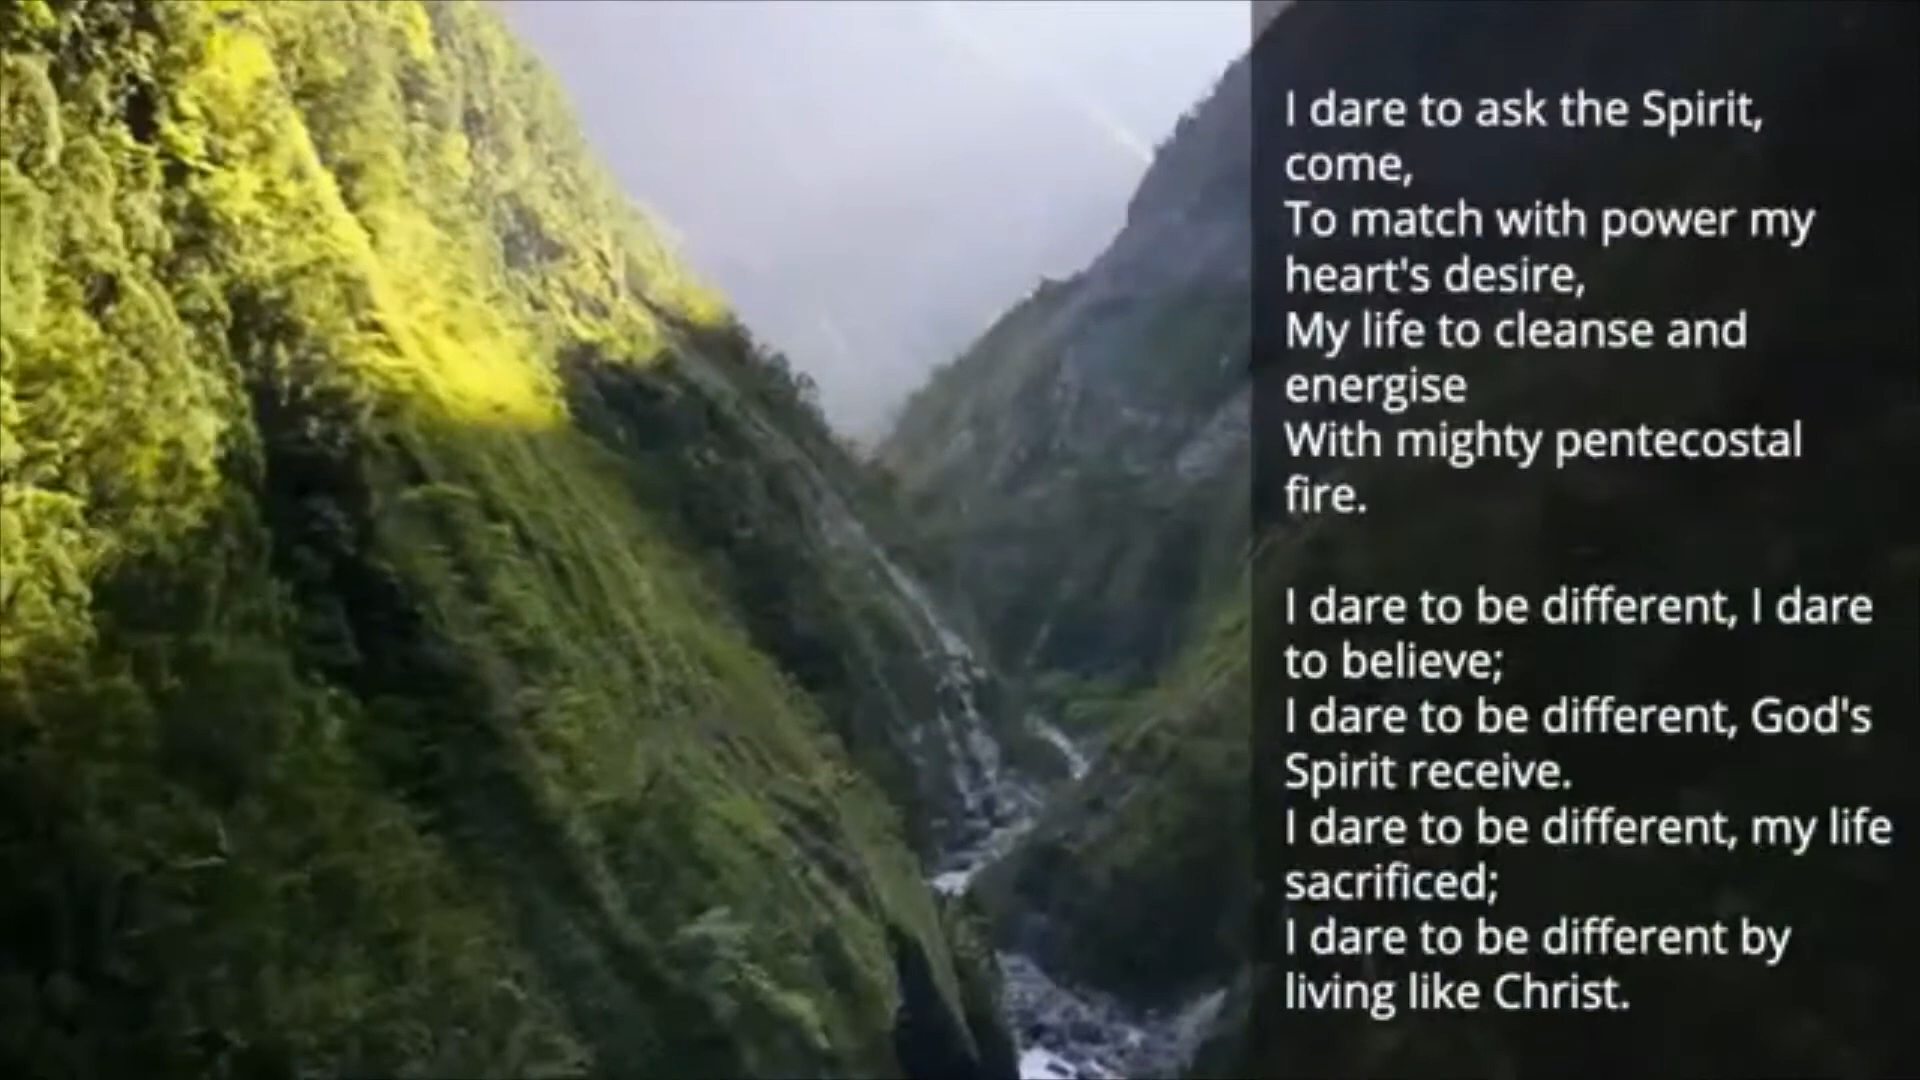 I dare to ask the Spirit,
come,
To match with power my
heart's desire,
My life to cleanse and
energise
With mighty pentecostal
fire.
I dare to be different, I dare
to believe;
I dare to be different, God's
Spirit receive.
I dare to be different, my life
sacrificed;
I dare to be different by
living like Christ.